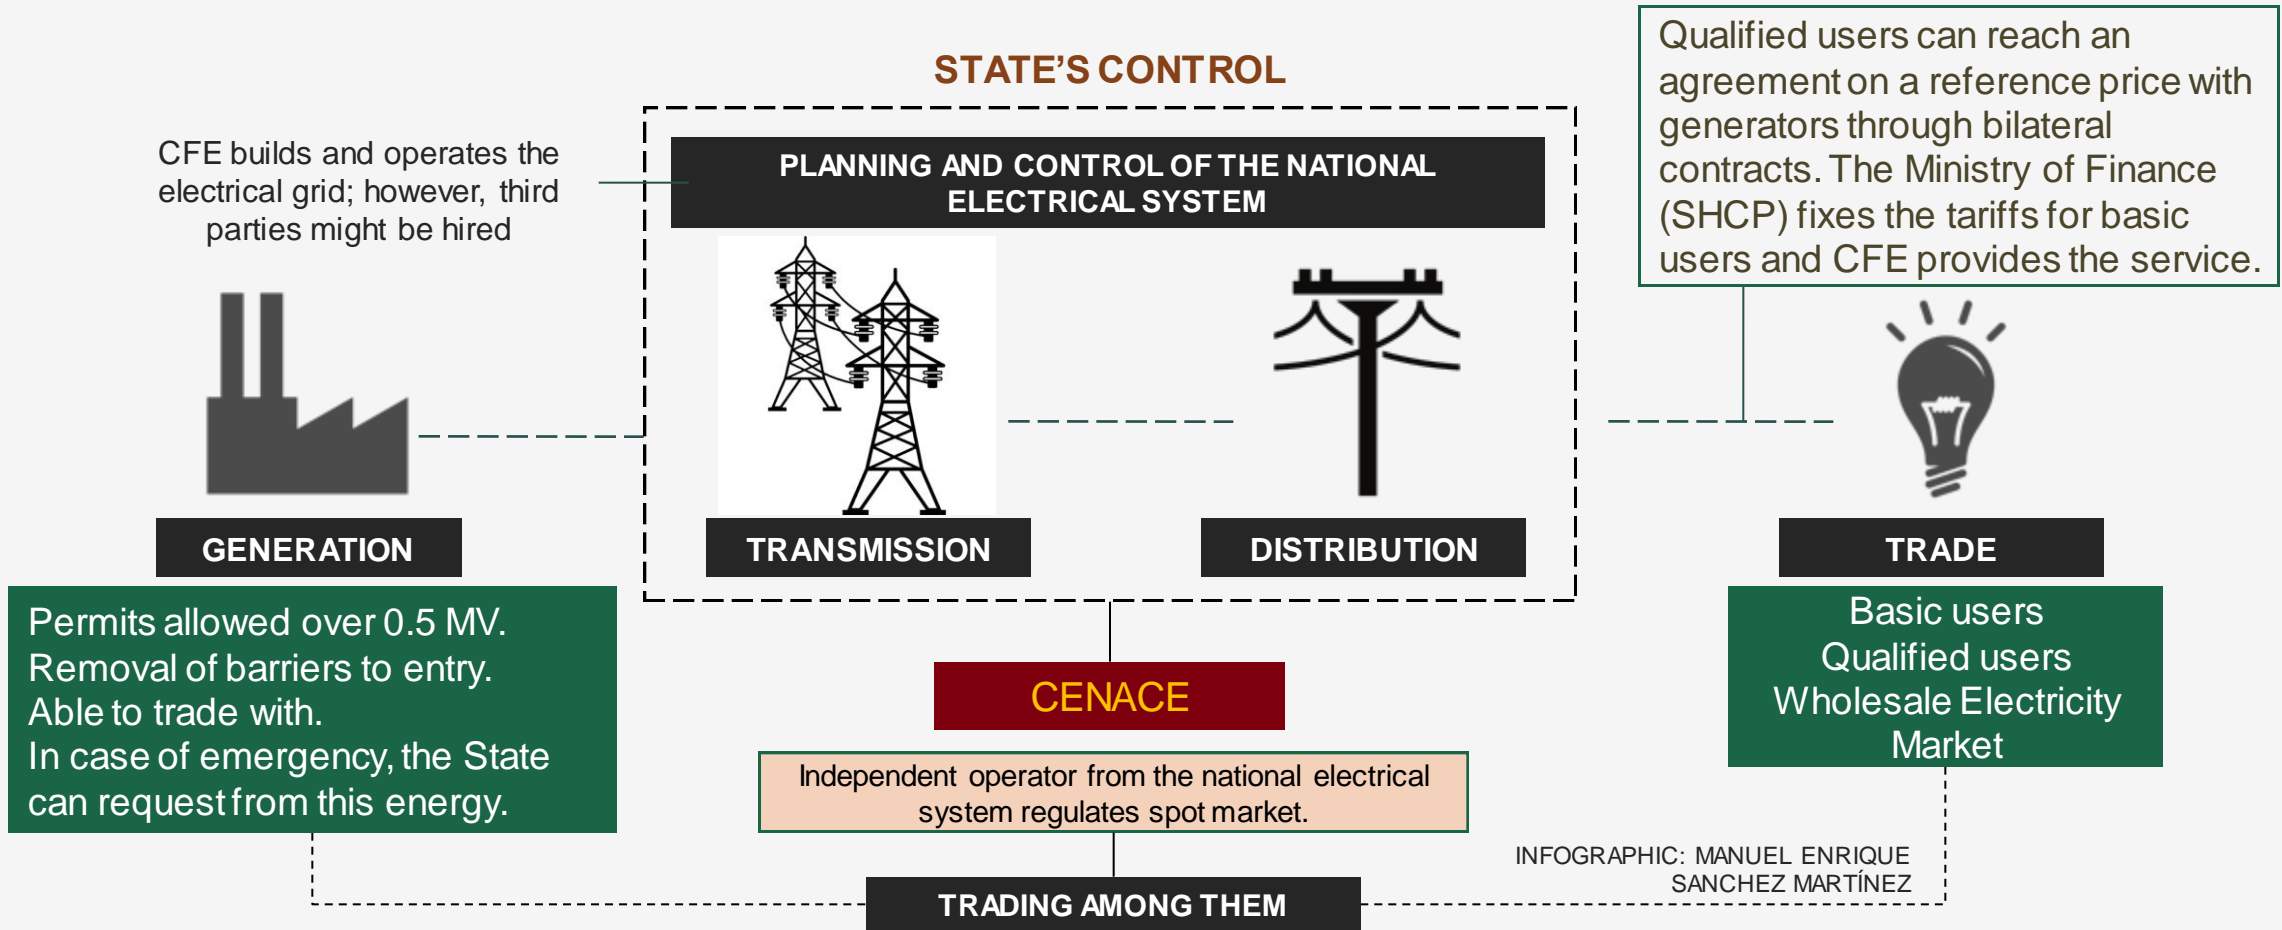 STATE'S CONTROL
CFE builds and operates the
electrical grid; however, third
parties might be hired
PLANNING AND CONTROL OF THE NATIONAL
ELECTRICAL SYSTEM
Qualified users can reach an
agreement on a reference price with
generators through bilateral
contracts. The Ministry of Finance
(SHCP) fixes the tariffs for basic
users and CFE provides the service.
GENERATION
TRANSMISSION
DISTRIBUTION
TRADE
Permits allowed over 0.5 MV.
Removal of barriers to entry.
Able to trade with.
In case of emergency, the State
can request from this energy.
CENACE
Independent operator from the national electrical
system regulates spot market.
Basic users
Qualified users
Wholesale Electricity
Market
INFOGRAPHIC: MANUEL ENRIQUE
SANCHEZ MARTÍNEZ
TRADING AMONG THEM